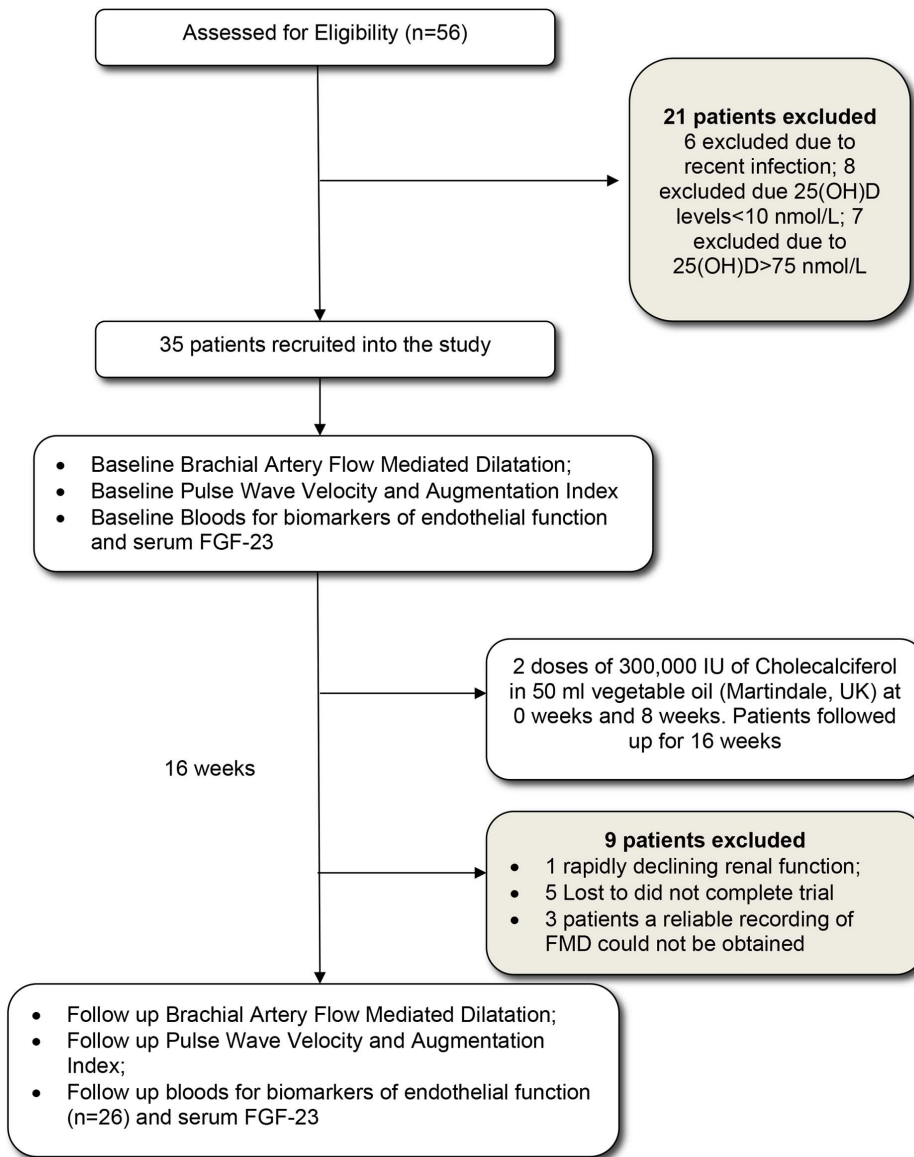 Assessed for Eligibility (n=56)
21 patients excluded
6 excluded due to
recent infection; 8
excluded due 25(OH)D
levels<10 nmol/L; 7
excluded due to
25(OH)D>75 nmol/L
35 patients recruited into the study
• Baseline Brachial Artery Flow Mediated Dilatation;
• Baseline Pulse Wave Velocity and Augmentation Index
• Baseline Bloods for biomarkers of endothelial function
and serum FGF-23
2 doses of 300,000 IU of Cholecalciferol
in 50 ml vegetable oil (Martindale, UK) at
0 weeks and 8 weeks. Patients followed
up for 16 weeks
16 weeks
9 patients excluded
• 1 rapidly declining renal function;
• 5 Lost to did not complete trial
• 3 patients a reliable recording of
FMD could not be obtained
• Follow up Brachial Artery Flow Mediated Dilatation;
• Follow up Pulse Wave Velocity and Augmentation
Index;
• Follow up bloods for biomarkers of endothelial function
(n=26) and serum FGF-23